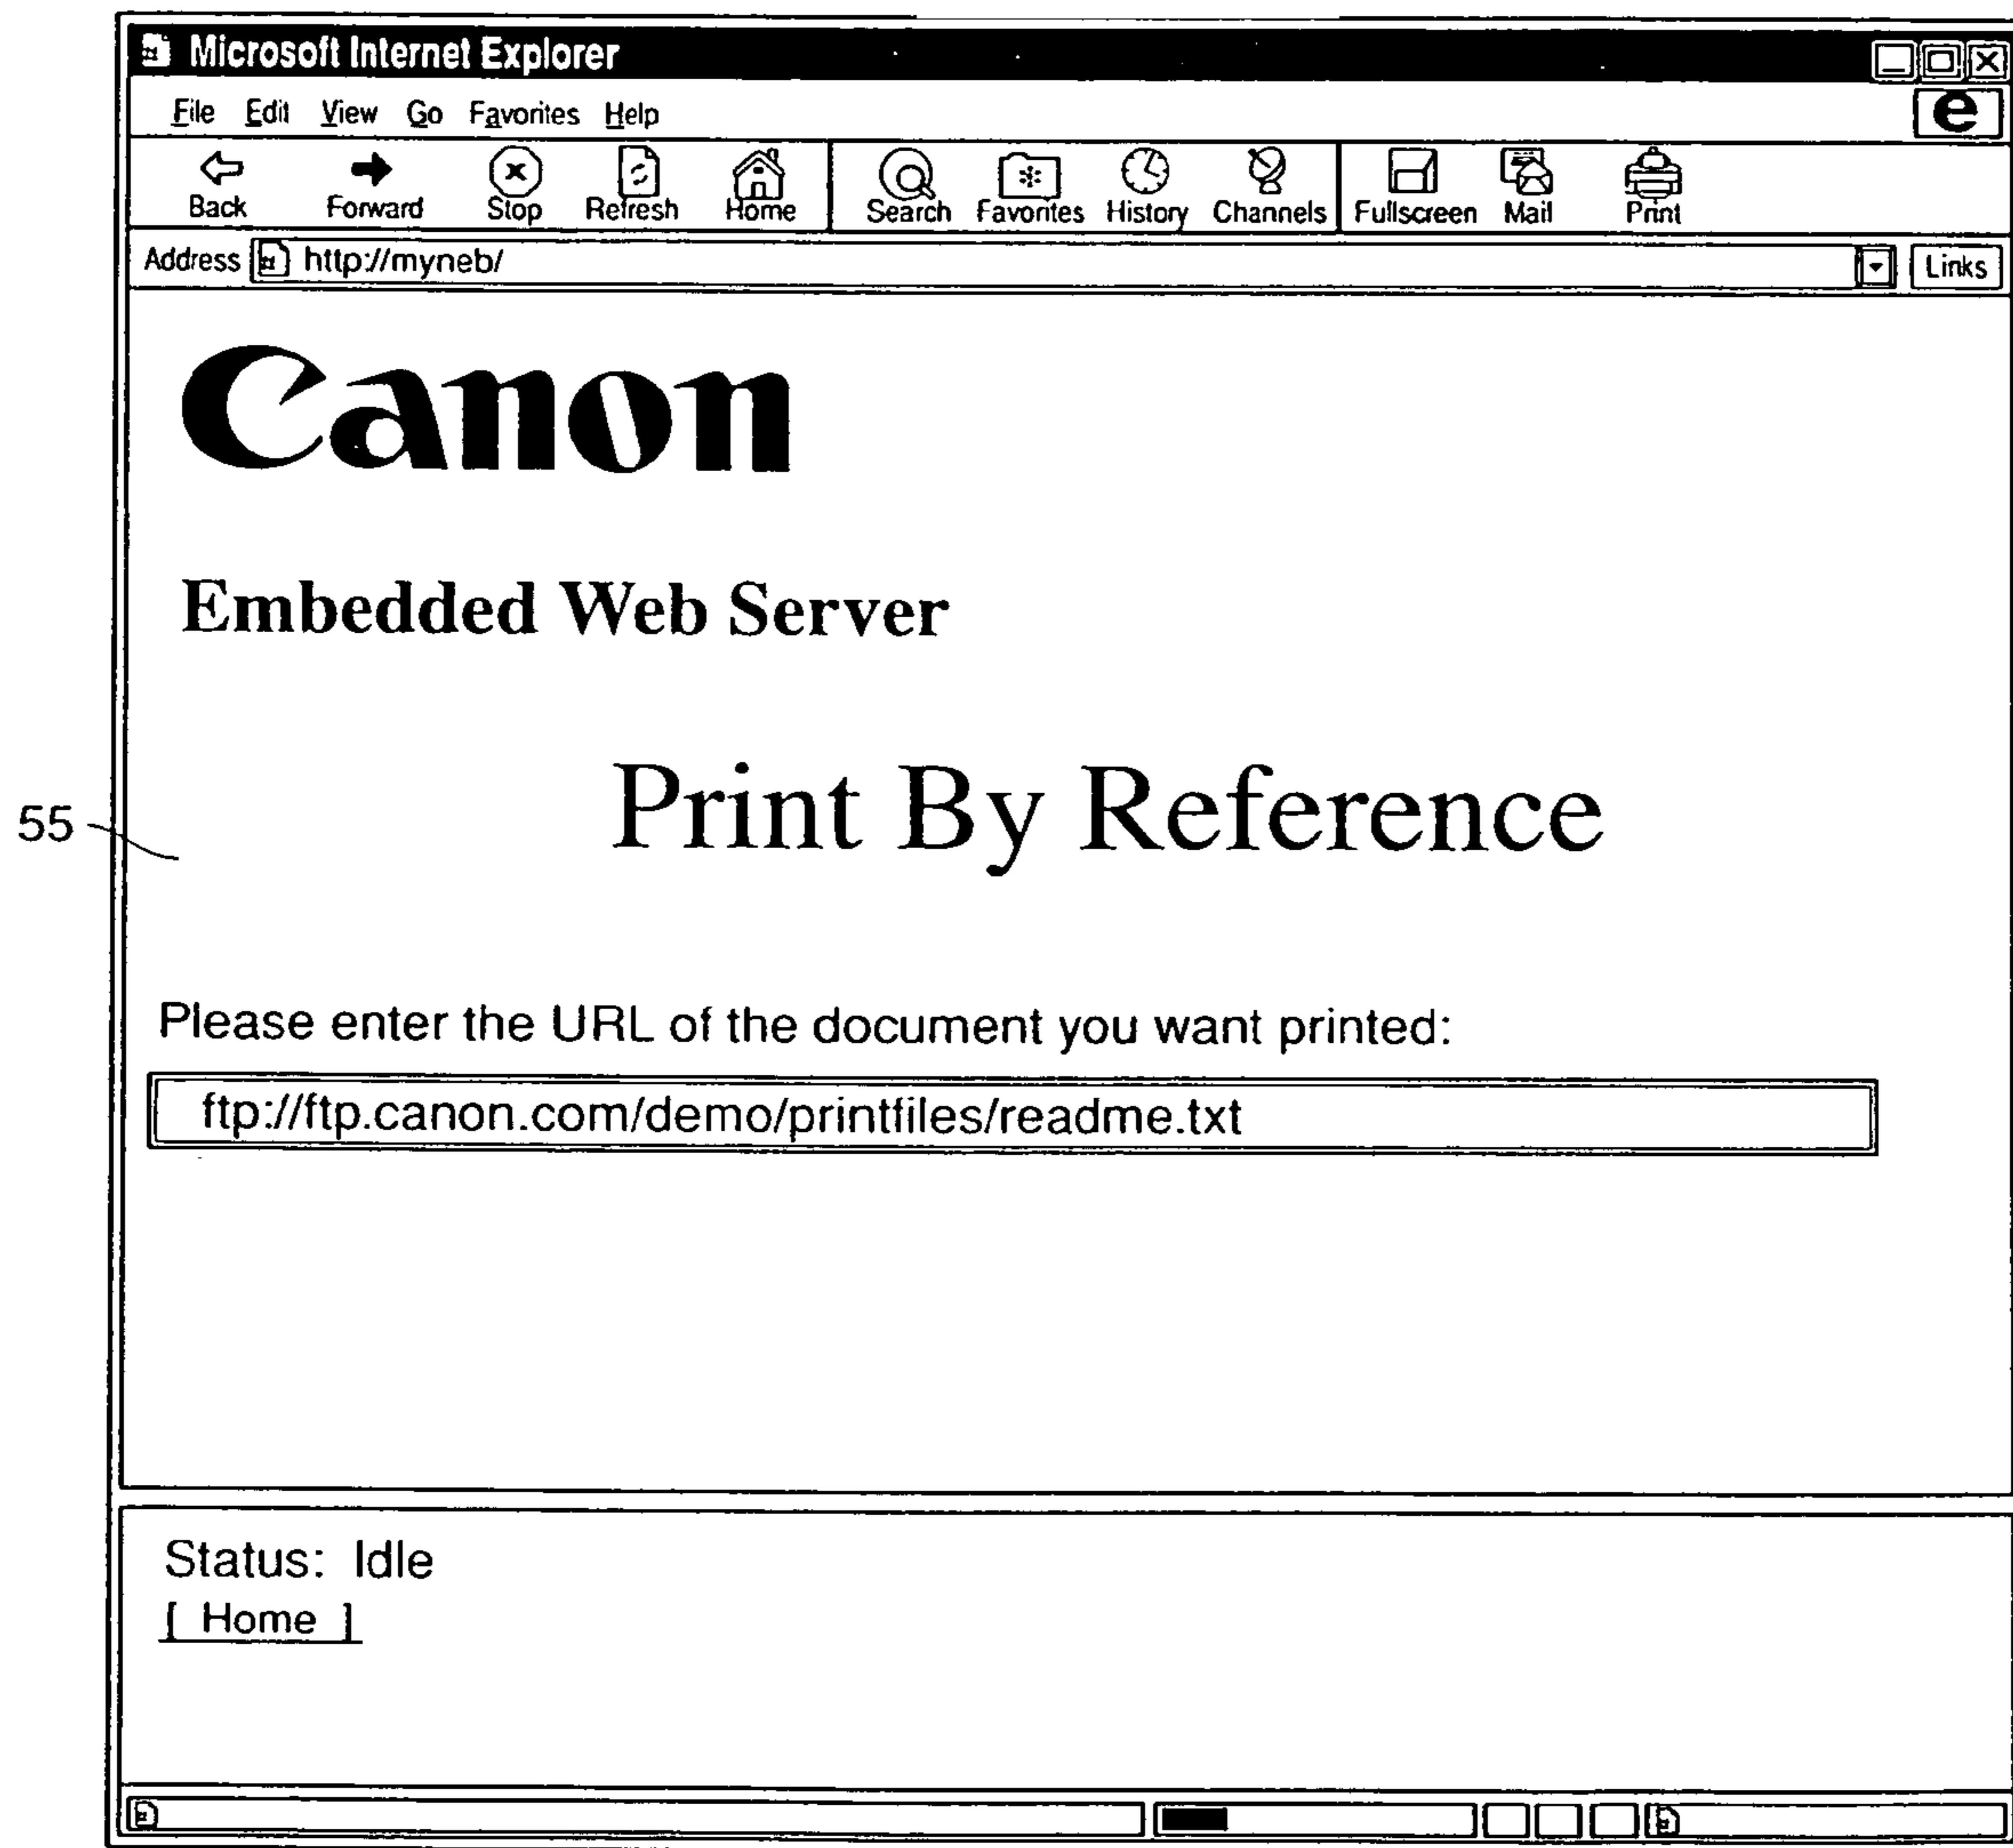 Microsoft Internet Explorer
File Edit View Go Favorites Help
e
Back Forward Stop Refresh Home Search Favorites History Channels Fullscreen Mail Print
Address http://myneb/ Links
Canon
Embedded Web Server
Print By Reference
55
Please enter the URL of the document you want printed:
ftp://ftp.canon.com/demo/printfiles/readme.txt
Status: Idle
[ Home ]